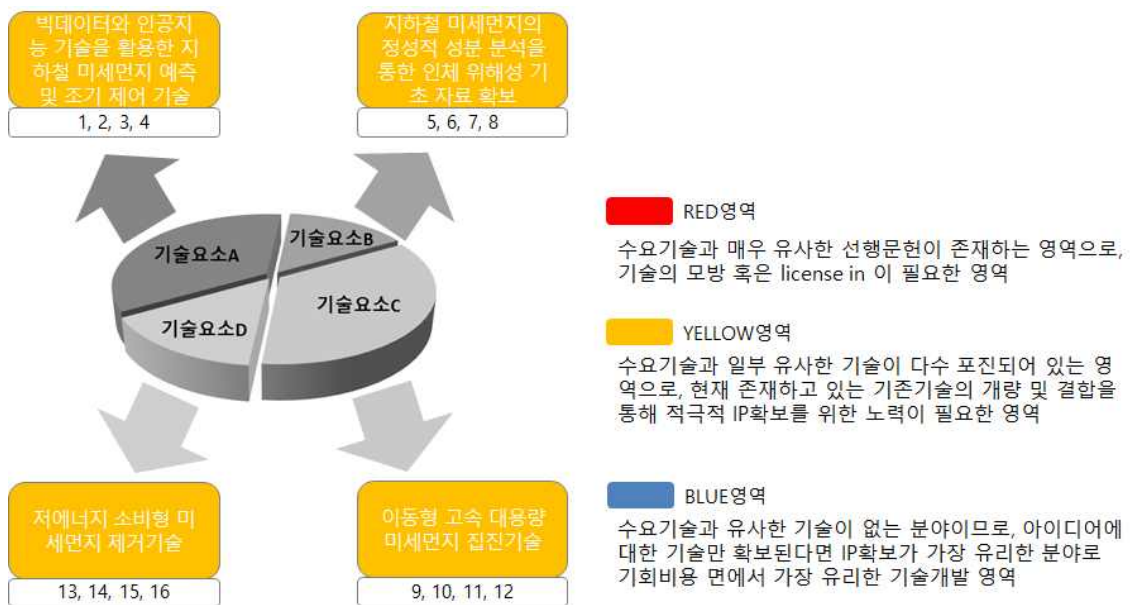 빅데이터와 인공지
능 기술을 활용한 지
하철 미세먼지 예측
및 조기 제어 기술
1, 2, 3, 4
지하철 미세먼지의
정성적 성분 분석을
통한 인체 위해성 기
초 자료 확보
5, 6, 7, 8
기술요소A
기술요소B
기술요소C
기술요소D
저에너지 소비형 미
세먼지 제거기술
13, 14, 15, 16
이동형 고속 대용량
미세먼지 집진기술
9, 10, 11, 12
RED영역
수요기술과 매우 유사한 선행문헌이 존재하는 영역으로,
기술의 모방 혹은 license in 이 필요한 영역
YELLOW영역
수요기술과 일부 유사한 기술이 다수 포진되어 있는 영
역으로, 현재 존재하고 있는 기존기술의 개량 및 결합을
통해 적극적 IP확보를 위한 노력이 필요한 영역
BLUE영역
수요기술과 유사한 기술이 없는 분야이므로, 아이디어에
대한 기술만 확보된다면 IP확보가 가장 유리한 분야로
기회비용 면에서 가장 유리한 기술개발 영역